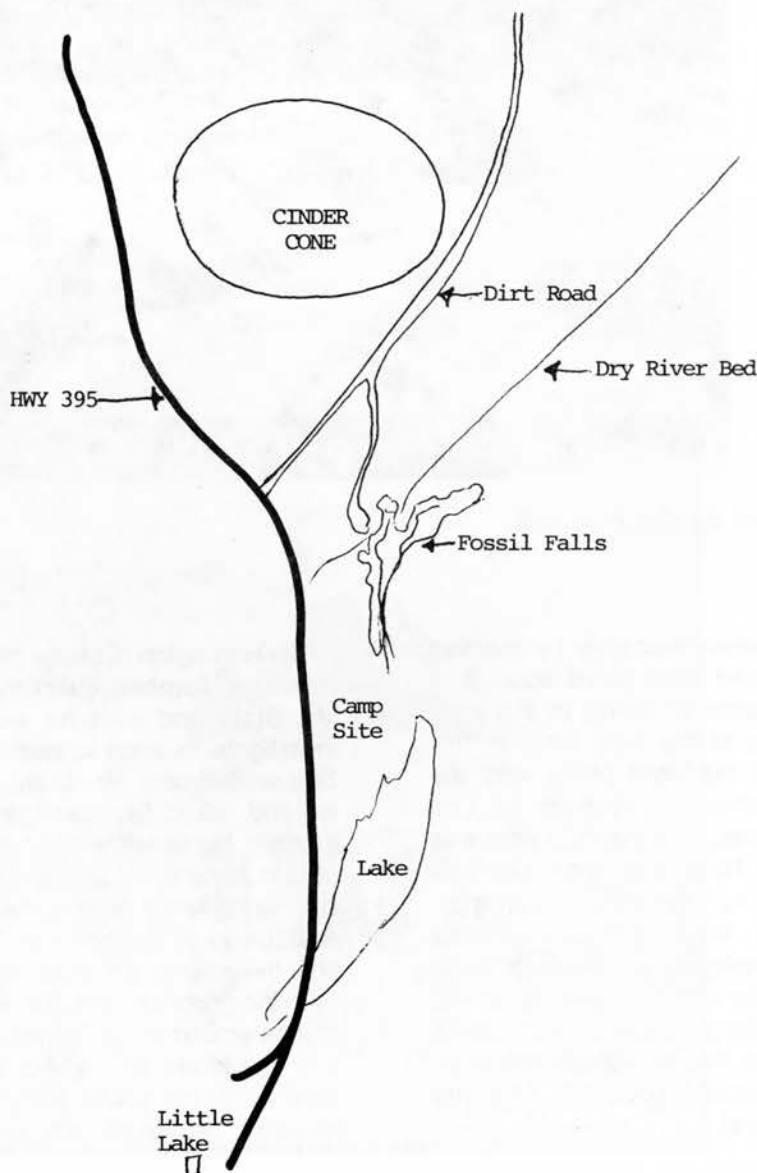 CINDER
CONE
Dirt Road
Dry River Bed
HWY 395
Fossil Falls
Camp
Site
Lake
Little
Lake